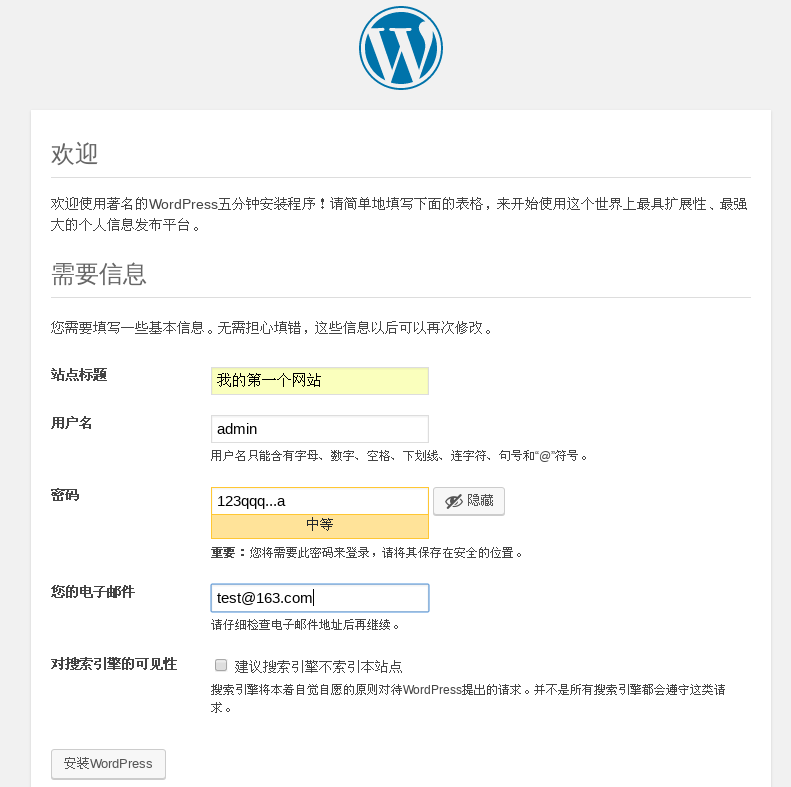 欢迎
欢迎使用著名的WordPress五分钟安装程序！请简单地填写下面的表格，来开始使用这个世界上最具扩展性、最强
大的个人信息发布平台。
需要信息
您需要填写一些基本信息。无需担心填错，这些信息以后可以再次修改。
站点标题 我的第一个网站
用户名 admin
用户名只能含有字母、数字、空格、下划线、连字符、句号和“@”符号。
密码 123qqq...a 隐藏
中等
重要：您将需要此密码来登录，请将其保存在安全的位置。
您的电子邮件 test@163.com
请仔细检查电子邮件地址后再继续。
对搜索引擎的可见性 建议搜索引擎不索引本站点
搜索引擎将本着自觉自愿的原则对待WordPress提出的请求。并不是所有搜索引擎都会遵守这类请
求。
安装WordPress